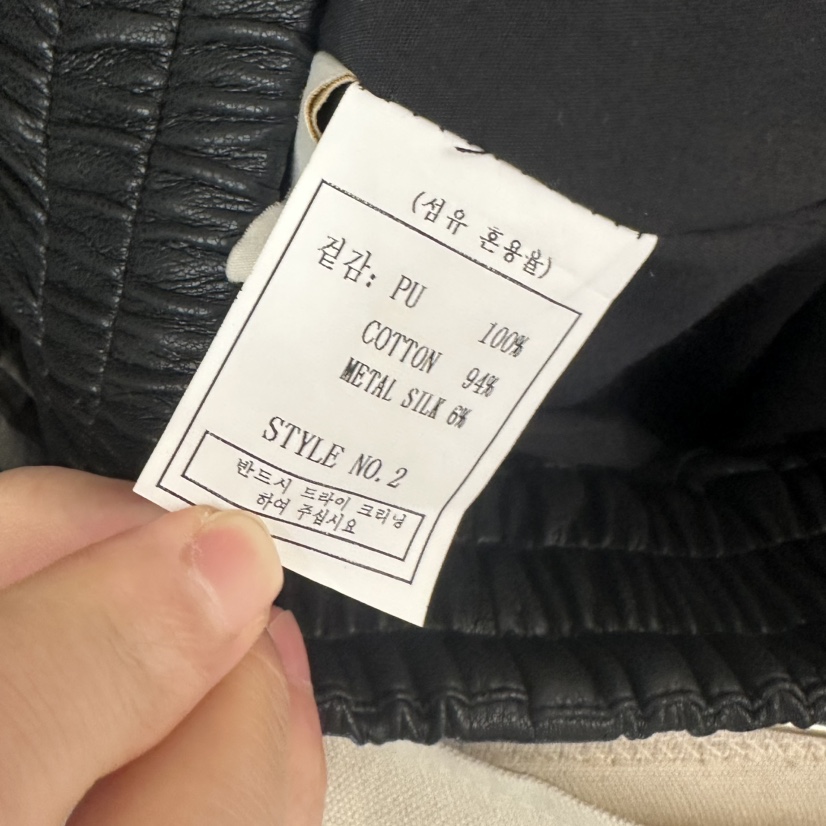 (섬유 혼용율)
겉감: PU 100%
COTTON 94%
METAL SILK 6%
STYLE NO. 2
반드시 드라이 크리닝
하여 주십시요